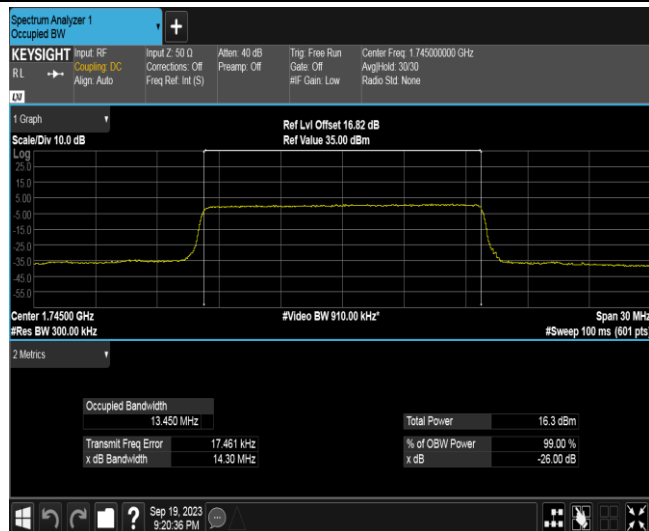 Spectrum Analyzer 1
Occupied BW
KEYSIGHT
RL
Input: RF
Coupling: DC
Align: Auto
Input Z: 50 Ω
Corrections: Off
Freq Ref: Int (S)
Atten: 40 dB
Preamp: Off
Trig: Free Run
Gate: Off
#IF Gain: Low
Center Freq: 1.745000000 GHz
Avg|Hold: 30/30
Radio Std: None
1 Graph
Scale/Div 10.0 dB
Ref Lvl Offset 16.82 dB
Ref Value 35.00 dBm
Log
25.0
15.0
5.00
-5.00
-15.0
-25.0
-35.0
-45.0
-55.0
Center 1.74500 GHz
#Res BW 300.00 kHz
#Video BW 910.00 kHz*
Span 30 MHz
#Sweep 100 ms (601 pts)
2 Metrics
Occupied Bandwidth
13.450 MHz
Transmit Freq Error 17.461 kHz
x dB Bandwidth 14.30 MHz
Total Power 16.3 dBm
% of OBW Power 99.00 %
x dB -26.00 dB
?
Sep 19, 2023
9:20:36 PM